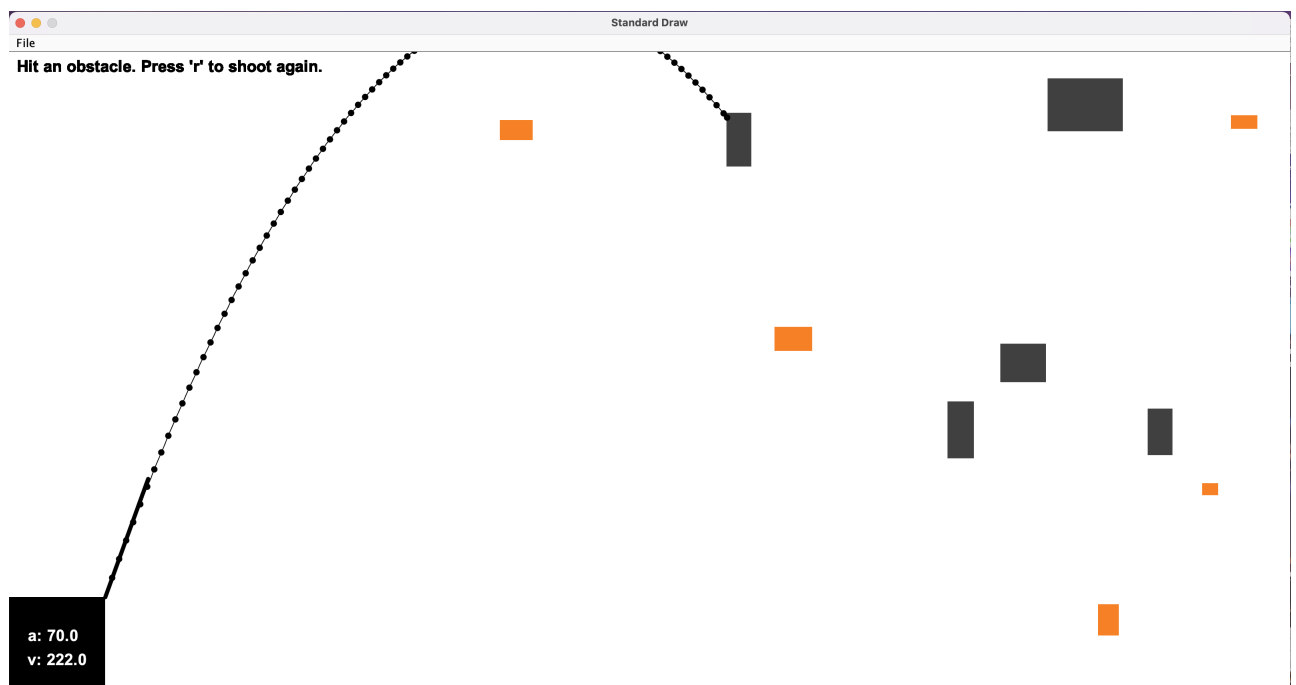 Standard Draw
File
Hit an obstacle. Press 'r' to shoot again.
a: 70.0
v: 222.0